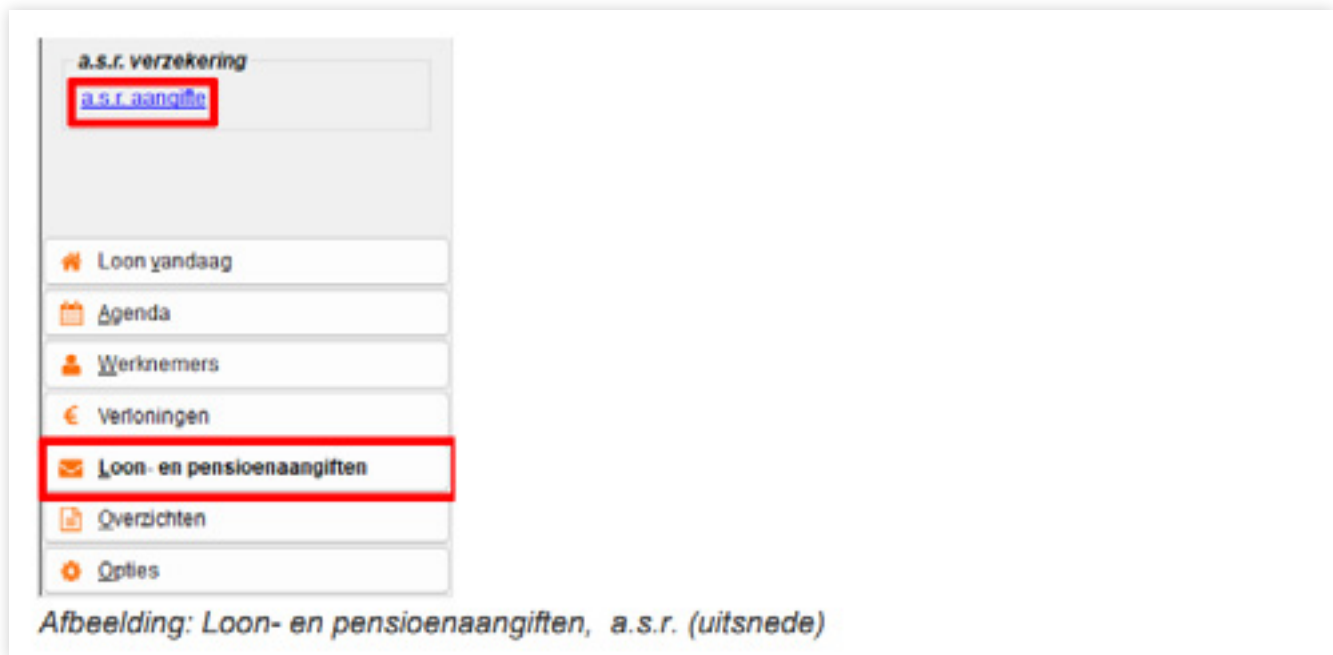 a.s.r. verzekering
a.s.r. aangifte
Loon vandaag
Agenda
Werknemers
€ Verloningen
Loon- en pensioenaangiften
Overzichten
Opties
Afbeelding: Loon- en pensioenaangiften, a.s.r. (uitsnede)